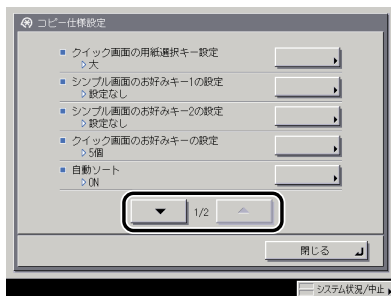 コピー仕様設定
クイック画面の用紙選択キー設定
大
シンプル画面のお好みキー1の設定
設定なし
シンプル画面のお好みキー2の設定
設定なし
クイック画面のお好みキーの設定
5個
自動ソート
ON
1/2
閉じる
システム状況/中止